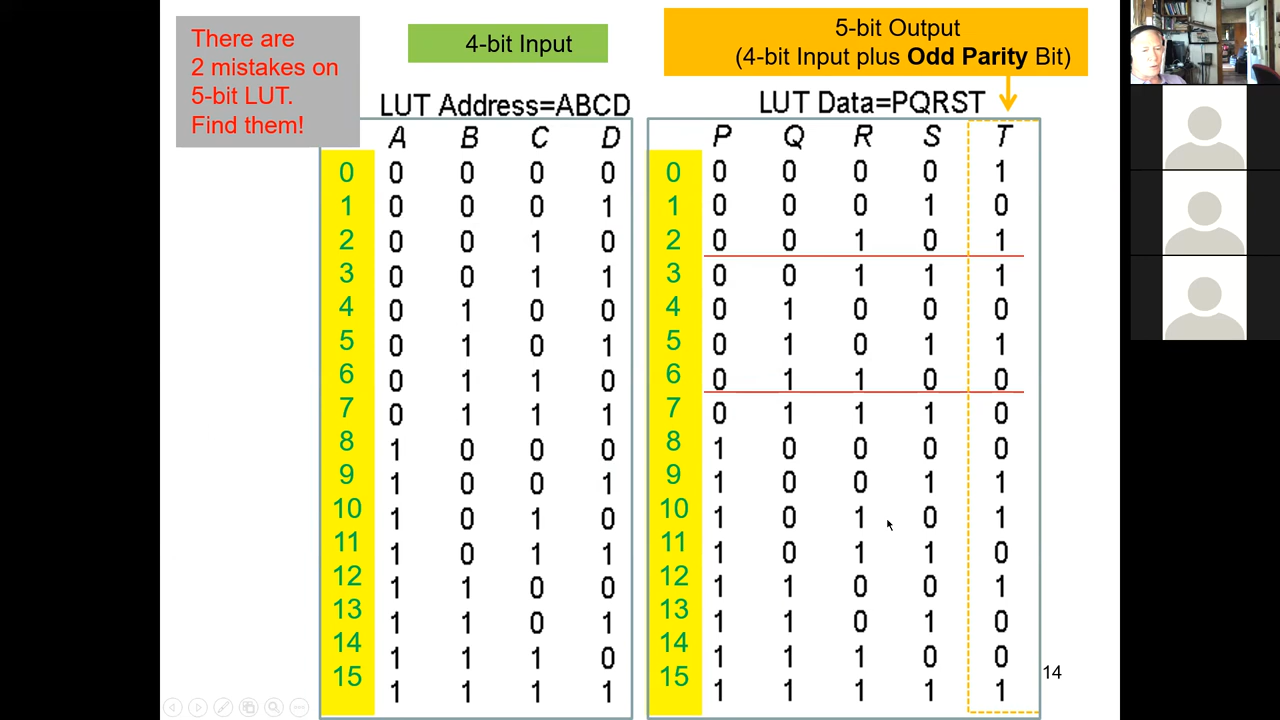 There are
2 mistakes on
5-bit LUT.
Find them!
4-bit Input
5-bit Output
(4-bit Input plus Odd Parity Bit)
LUT Address=ABCD
LUT Data=PQRST
A B C D P Q R S T
0 0 0 0 0 0 0 0 0 0 1
1 0 0 0 1 1 0 0 0 1 0
2 0 0 1 0 2 0 0 1 0 1
3 0 0 1 1 3 0 0 1 1 1
4 0 1 0 0 4 0 1 0 0 0
5 0 1 0 1 5 0 1 0 1 1
6 0 1 1 0 6 0 1 1 0 0
7 0 1 1 1 7 0 1 1 1 0
8 1 0 0 0 8 1 0 0 0 0
9 1 0 0 1 9 1 0 0 1 1
10 1 0 1 0 10 1 0 1 0 1
11 1 0 1 1 11 1 0 1 1 0
12 1 1 0 0 12 1 1 0 0 1
13 1 1 0 1 13 1 1 0 1 0
14 1 1 1 0 14 1 1 1 0 0
15 1 1 1 1 15 1 1 1 1 1
14